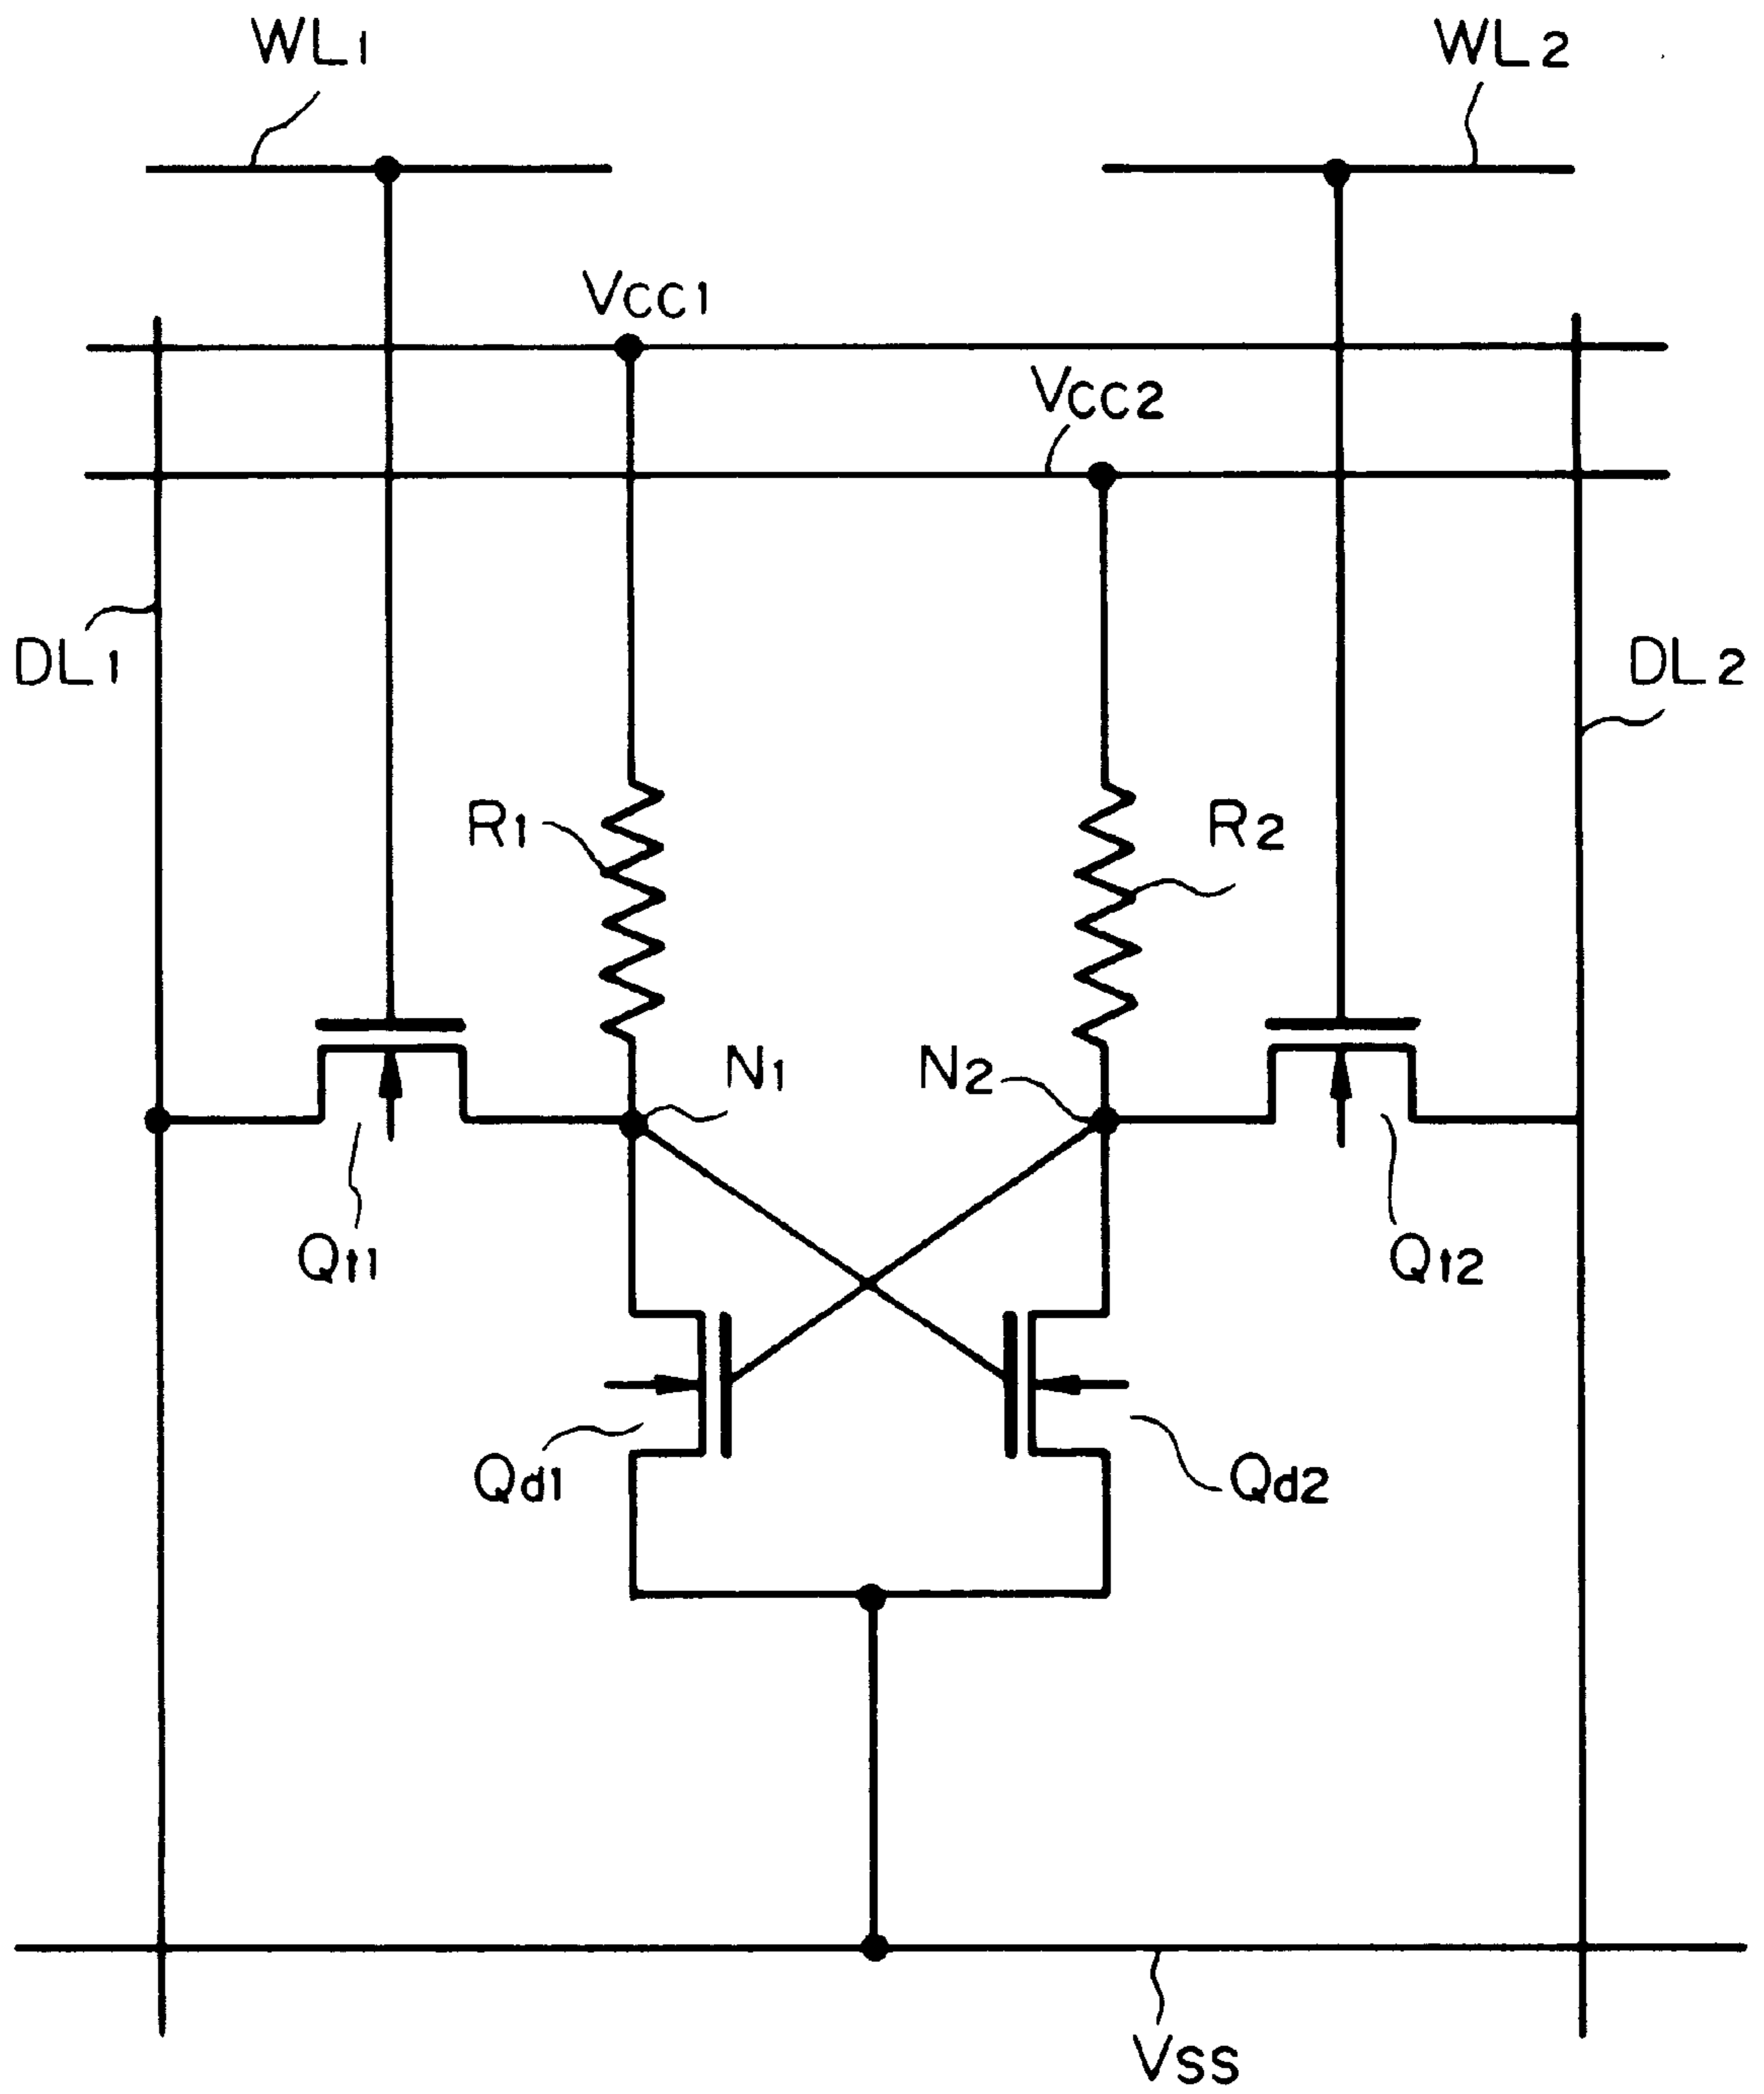 WL1
WL2
VCC1
VCC2
DL1
DL2
R1
R2
N1
N2
Qt1
Qt2
Qd1
Qd2
VSS